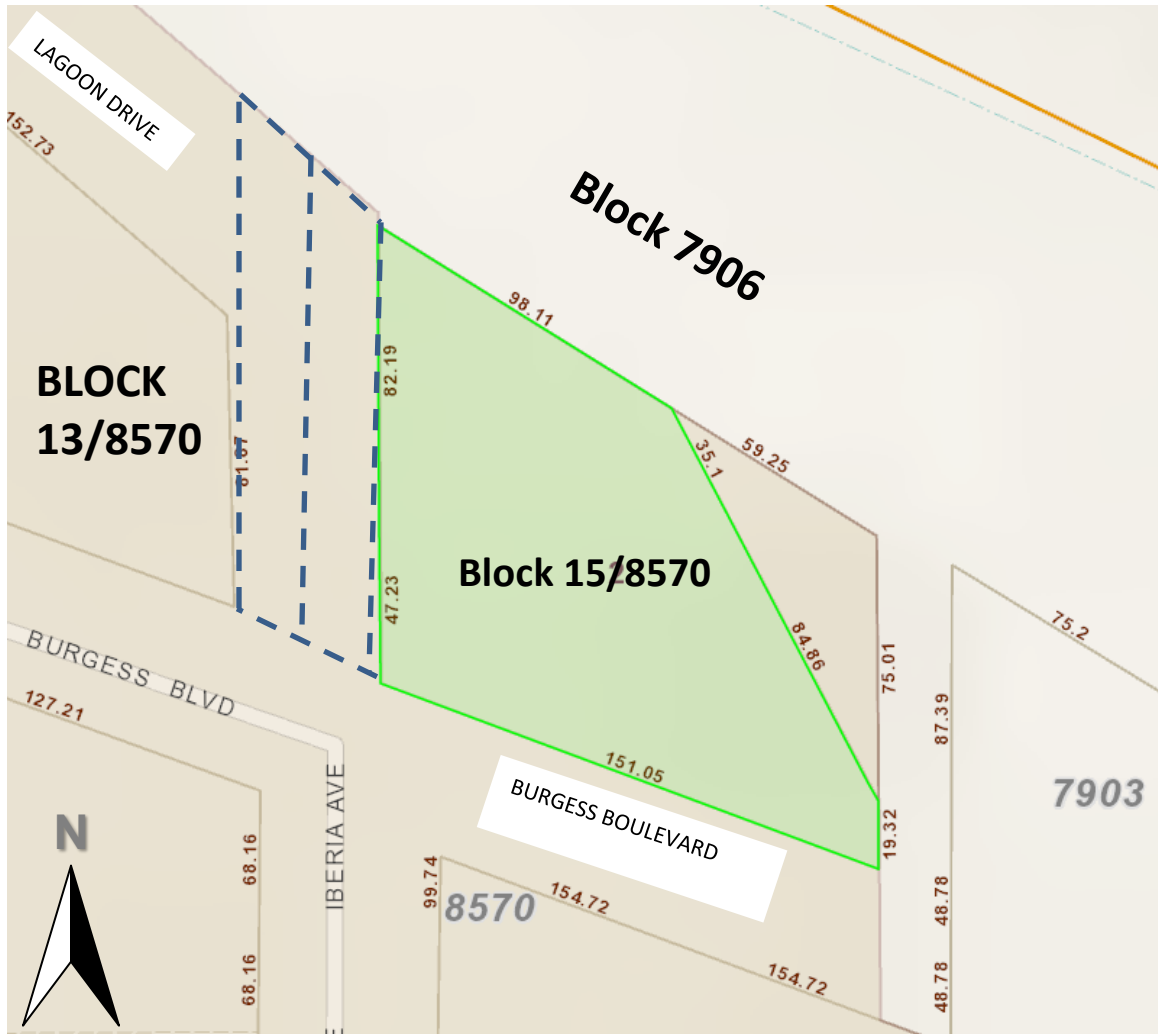 LAGOON DRIVE
152.73
Block 7906
98.11
82.19
BLOCK
13/8570
59.25
35.1
Block 15/8570
47.23
75.2
84.86
75.01
87.39
BURGESS BLVD
127.21
151.05
BURGESS BOULEVARD
7903
IBERIA AVE
N
68.16
19.32
99.74
8570
154.72
48.78
154.72
68.16
48.78